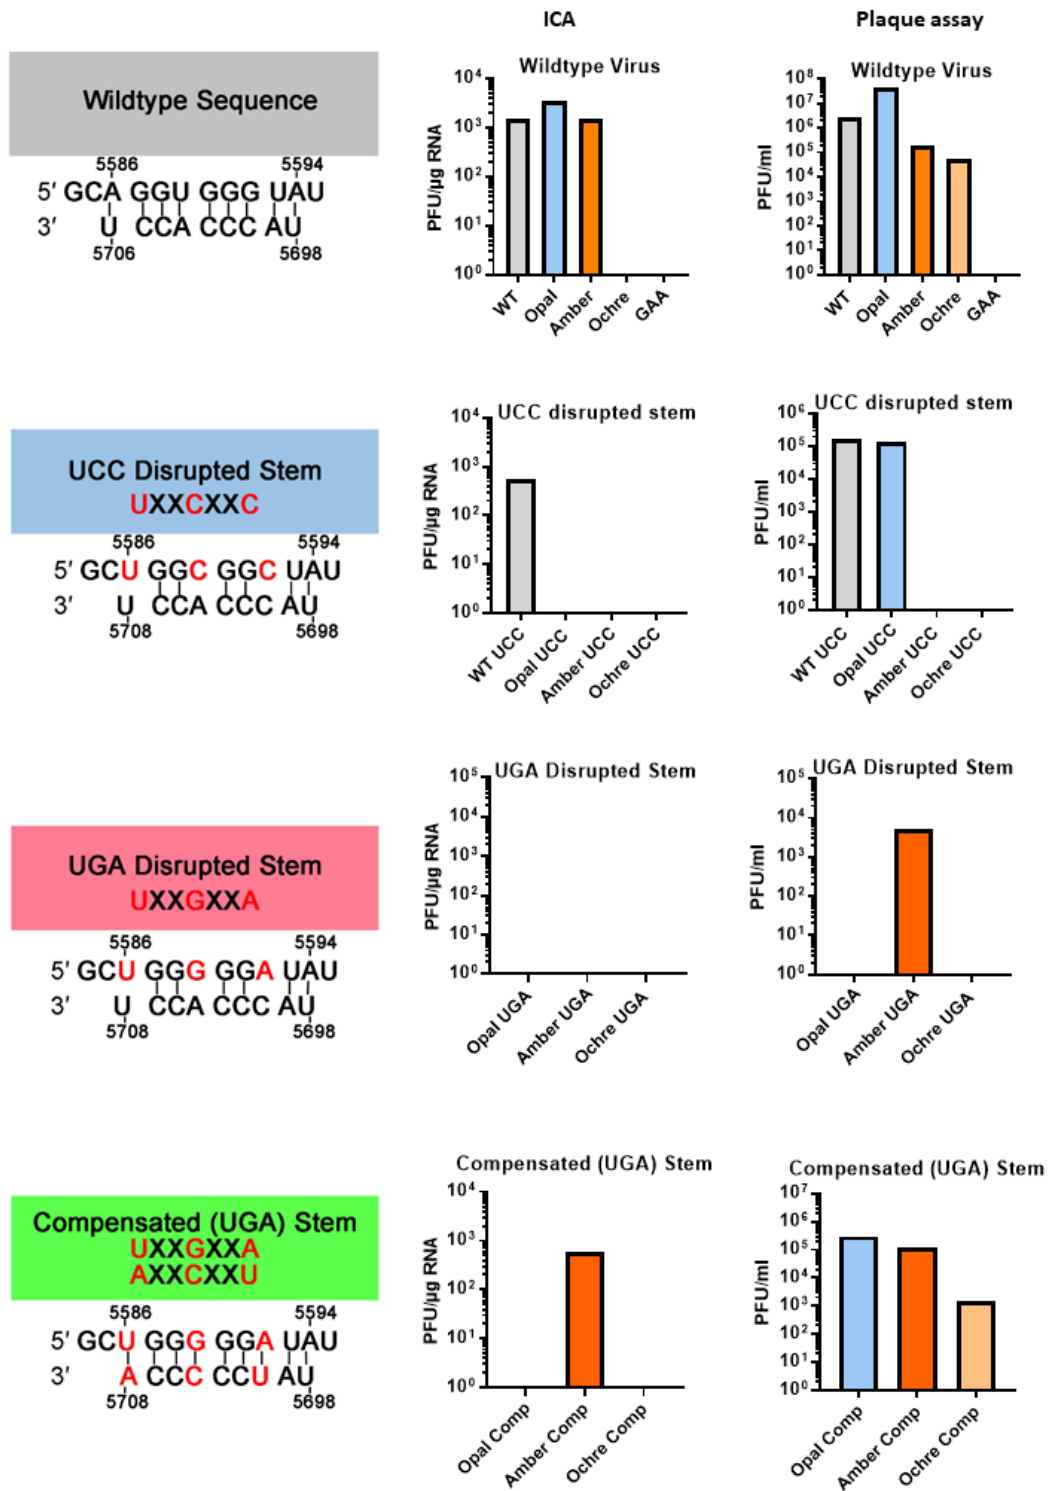 ICA
Plaque assay
Wildtype Sequence
5586 5594
5′ GCA GGU GGG UAU
3′ U CCA CCC AU
5706 5698
Wildtype Virus
PFU/µg RNA
10⁴
10³
10²
10¹
10⁰
WT
Opal
Amber
Ochre
GAA
Wildtype Virus
PFU/ml
10⁸
10⁷
10⁶
10⁵
10⁴
10³
10²
10¹
10⁰
WT
Opal
Amber
Ochre
GAA
UCC Disrupted Stem
UXXCXXC
5586 5594
5′ GCU GGC GGC UAU
3′ U CCA CCC AU
5708 5698
UCC disrupted stem
PFU/µg RNA
10⁴
10³
10²
10¹
10⁰
WT UCC
Opal UCC
Amber UCC
Ochre UCC
UCC disrupted stem
PFU/ml
10⁶
10⁵
10⁴
10³
10²
10¹
10⁰
WT UCC
Opal UCC
Amber UCC
Ochre UCC
UGA Disrupted Stem
UXXGXXA
5586 5594
5′ GCU GGG GGA UAU
3′ U CCA CCC AU
5708 5698
UGA Disrupted Stem
PFU/µg RNA
10⁵
10⁴
10³
10²
10¹
10⁰
Opal UGA
Amber UGA
Ochre UGA
UGA Disrupted Stem
PFU/ml
10⁵
10⁴
10³
10²
10¹
10⁰
Opal UGA
Amber UGA
Ochre UGA
Compensated (UGA) Stem
UXXGXXA
AXXCXXU
5586 5594
5′ GCU GGG GGA UAU
3′ A CCC CCU AU
5708 5698
Compensated (UGA) Stem
PFU/µg RNA
10⁴
10³
10²
10¹
10⁰
Opal Comp
Amber Comp
Ochre Comp
Compensated (UGA) Stem
PFU/ml
10⁷
10⁶
10⁵
10⁴
10³
10²
10¹
10⁰
Opal Comp
Amber Comp
Ochre Comp